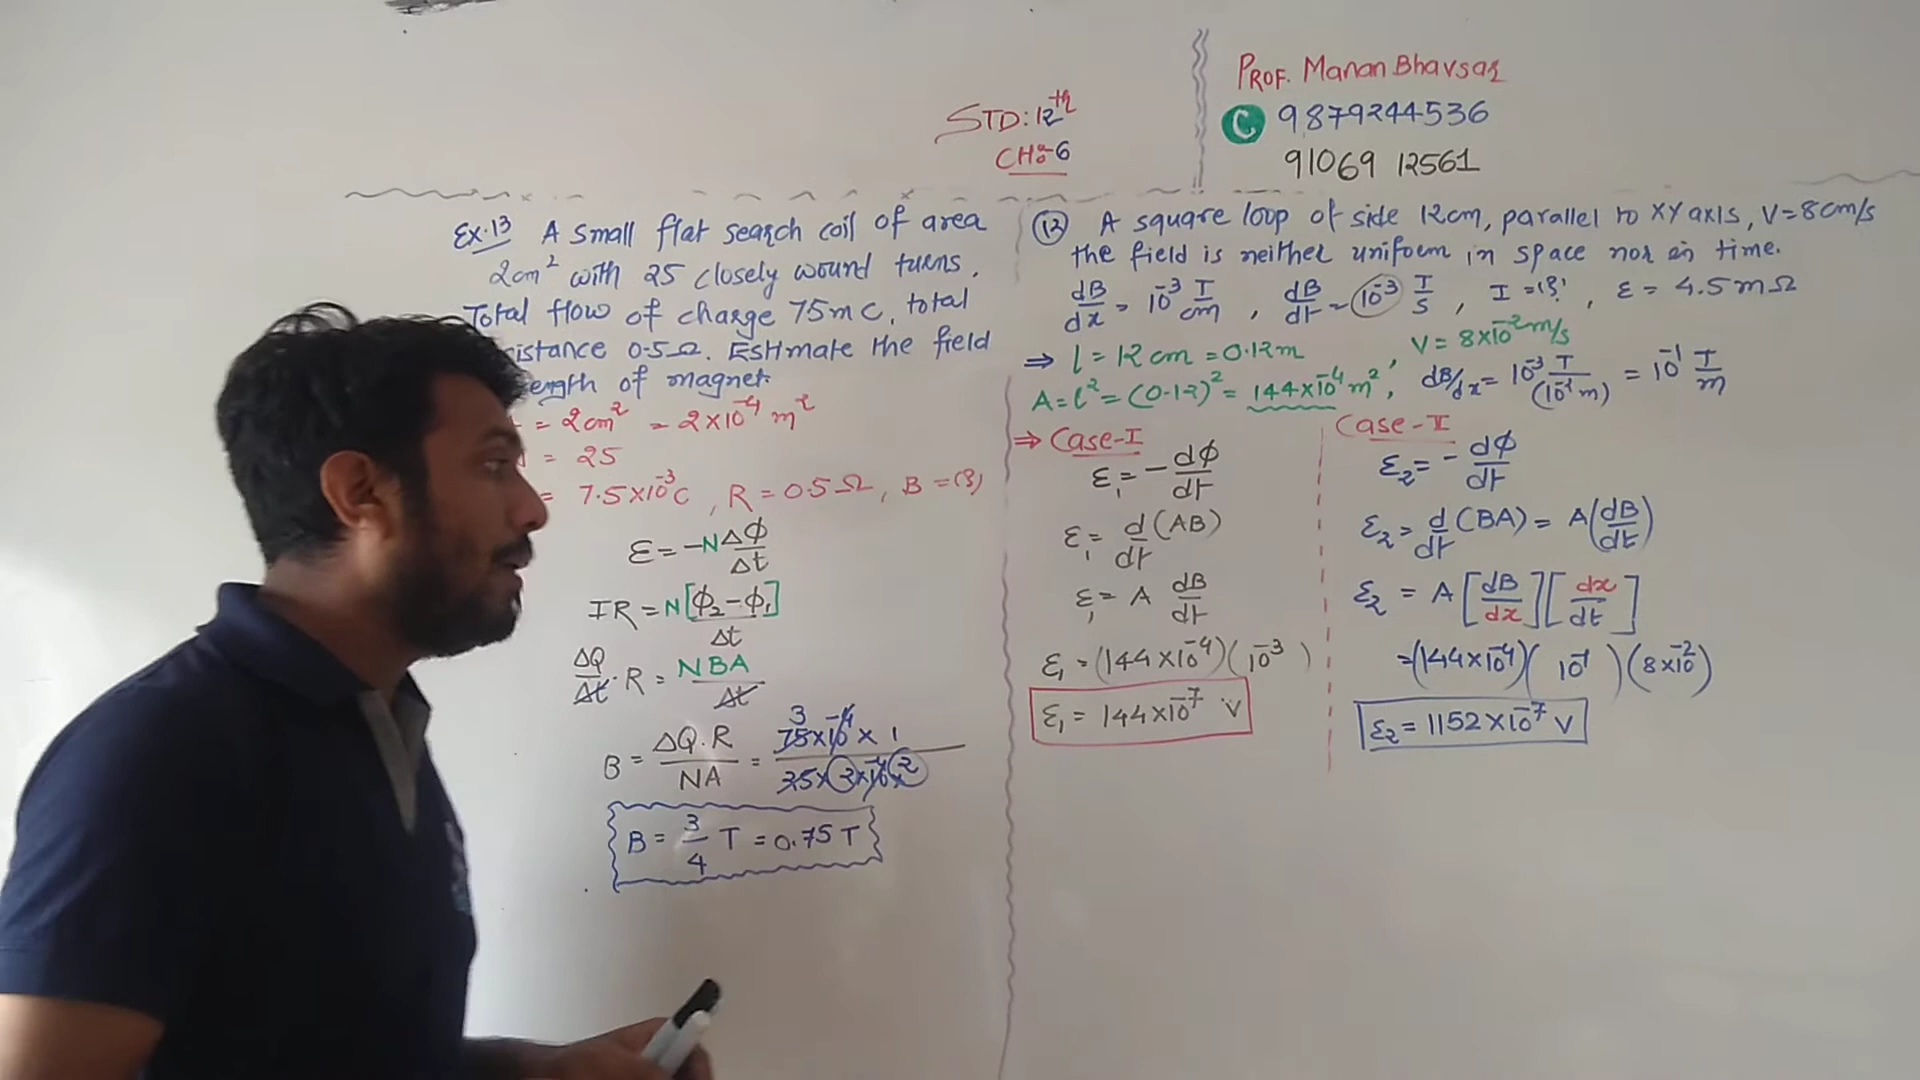 PROF. Manan Bhavsar
C 9879244536
91069 12561
STD: 12th
CH:-6
Ex.13 A small flat search coil of area
2cm² with 25 closely wound turns.
Total flow of charge 75mC, total
istance 0.5Ω. Estimate the field
ength of magnet.
= 2cm² = 2×10⁻⁴ m²
= 25
= 7.5×10⁻³C, R = 0.5Ω, B = (?)
ε = -N Δϕ/Δt
IR = N[ϕ₂-ϕ₁]/Δt
ΔQ/Δt · R = NBA/Δt
B = ΔQ.R/NA = 3 75×10⁻⁴ × 1 / 25×2×10⁻⁴×2
B = 3/4 T = 0.75 T
(12) A square loop of side 12cm, parallel to XY axis, V=8cm/s
the field is neither uniform in space nor in time.
dB/dx = 10⁻³ T/cm, dB/dt = 10⁻³ T/s, I = (?), ε = 4.5mΩ
⇒ l = 12cm = 0.12m, V = 8×10⁻²m/s
A = l² = (0.12)² = 144×10⁻⁴m², dB/dx = 10⁻³ T/(10⁻²m) = 10⁻¹ T/m
⇒ Case-I
ε₁ = - dϕ/dt
ε₁ = d/dt (AB)
ε₁ = A dB/dt
ε₁ = (144×10⁻⁴)(10⁻³)
ε₁ = 144×10⁻⁷ V
Case-II
ε₂ = - dϕ/dt
ε₂ = d/dt (BA) = A(dB/dt)
ε₂ = A [dB/dx][dx/dt]
=(144×10⁻⁴)(10⁻¹)(8×10⁻²)
ε₂ = 1152×10⁻⁷ V